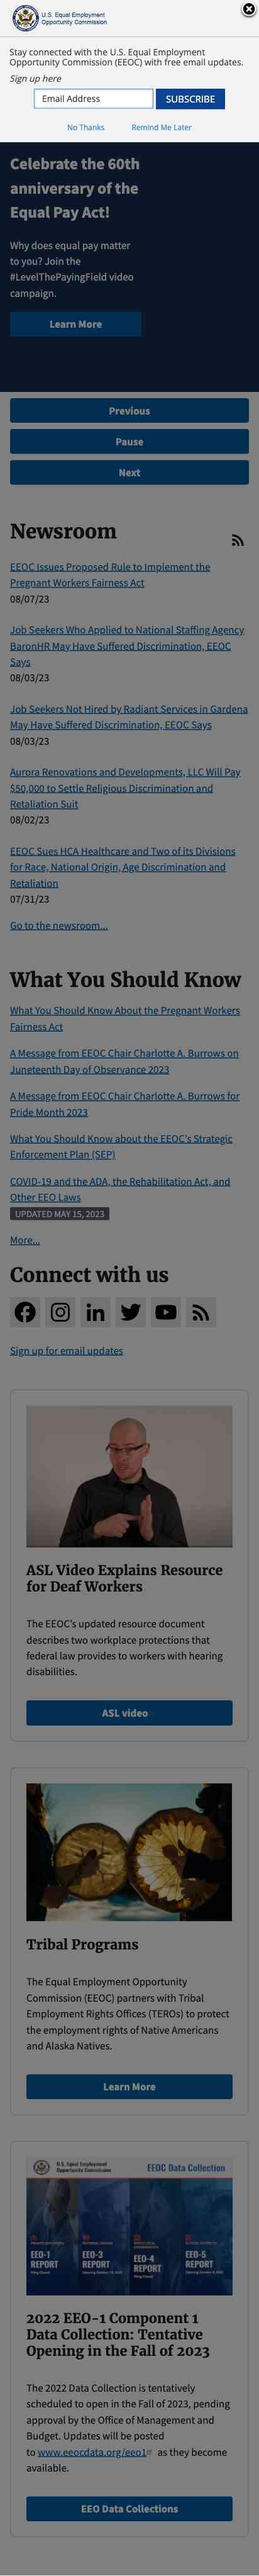 U.S. Equal Employment
Opportunity Commission
Stay connected with the U.S. Equal Employment
Opportunity Commission (EEOC) with free email updates.
Sign up here
Email Address
SUBSCRIBE
No Thanks
Remind Me Later
Celebrate the 60th
anniversary of the
Equal Pay Act!
Why does equal pay matter
to you? Join the
#LevelThePayingField video
campaign.
Learn More
Previous
Pause
Next
Newsroom
EEOC Issues Proposed Rule to Implement the
Pregnant Workers Fairness Act
08/07/23
Job Seekers Who Applied to National Staffing Agency
BaronHR May Have Suffered Discrimination, EEOC
Says
08/03/23
Job Seekers Not Hired by Radiant Services in Gardena
May Have Suffered Discrimination, EEOC Says
08/03/23
Aurora Renovations and Developments, LLC Will Pay
$50,000 to Settle Religious Discrimination and
Retaliation Suit
08/02/23
EEOC Sues HCA Healthcare and Two of its Divisions
for Race, National Origin, Age Discrimination and
Retaliation
07/31/23
Go to the newsroom...
What You Should Know
What You Should Know About the Pregnant Workers
Fairness Act
A Message from EEOC Chair Charlotte A. Burrows on
Juneteenth Day of Observance 2023
A Message from EEOC Chair Charlotte A. Burrows for
Pride Month 2023
What You Should Know about the EEOC's Strategic
Enforcement Plan (SEP)
COVID-19 and the ADA, the Rehabilitation Act, and
Other EEO Laws
UPDATED MAY 15, 2023
More...
Connect with us
Sign up for email updates
ASL Video Explains Resource
for Deaf Workers
The EEOC's updated resource document
describes two workplace protections that
federal law provides to workers with hearing
disabilities.
ASL video
Tribal Programs
The Equal Employment Opportunity
Commission (EEOC) partners with Tribal
Employment Rights Offices (TEROs) to protect
the employment rights of Native Americans
and Alaska Natives.
Learn More
U.S. Equal Employment
Opportunity Commission
EEOC Data Collection
EEO-1
REPORT
EEO-3
REPORT
EEO-4
REPORT
EEO-5
REPORT
2022 EEO-1 Component 1
Data Collection: Tentative
Opening in the Fall of 2023
The 2022 Data Collection is tentatively
scheduled to open in the Fall of 2023, pending
approval by the Office of Management and
Budget. Updates will be posted
to www.eeocdata.org/eeo1 as they become
available.
EEO Data Collections